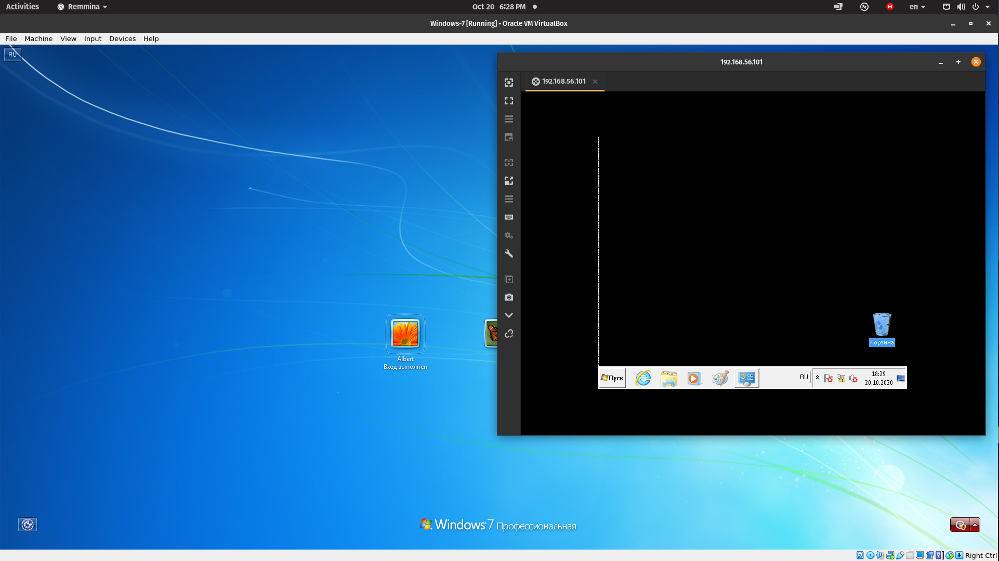 Activities
Remmina
Oct 20 6:28 PM
en
Windows-7 [Running] - Oracle VM VirtualBox
File Machine View Input Devices Help
RU
192.168.56.101
192.168.56.101
Корзина
Albert
Вход выполнен
Пуск
RU
18:29
20.10.2020
Windows 7 Профессиональная
Right Ctrl